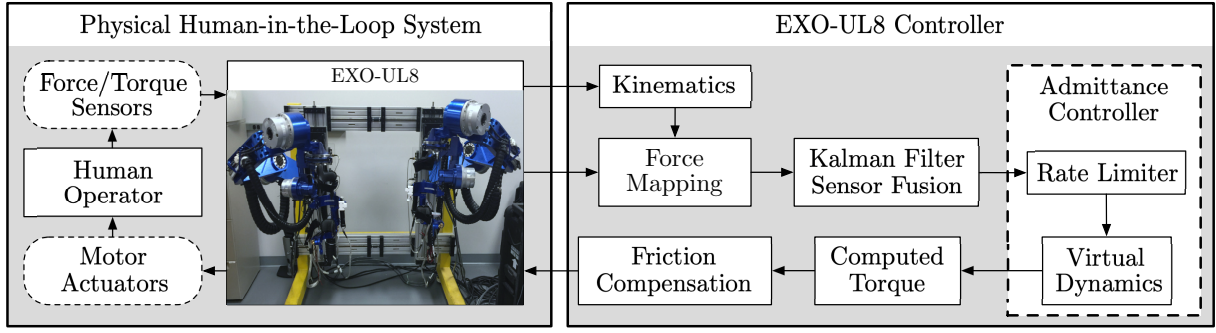 Physical Human-in-the-Loop System
Force/Torque
Sensors
Human
Operator
Motor
Actuators
EXO-UL8
EXO-UL8 Controller
Kinematics
Force
Mapping
Kalman Filter
Sensor Fusion
Admittance
Controller
Rate Limiter
Virtual
Dynamics
Computed
Torque
Friction
Compensation